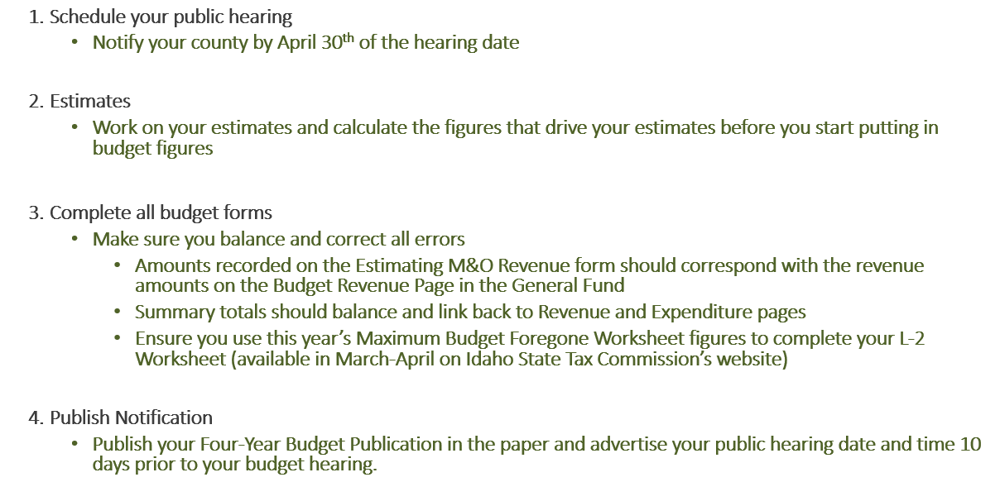 1. Schedule your public hearing
• Notify your county by April 30th of the hearing date
2. Estimates
• Work on your estimates and calculate the figures that drive your estimates before you start putting in
budget figures
3. Complete all budget forms
• Make sure you balance and correct all errors
• Amounts recorded on the Estimating M&O Revenue form should correspond with the revenue
amounts on the Budget Revenue Page in the General Fund
• Summary totals should balance and link back to Revenue and Expenditure pages
• Ensure you use this year’s Maximum Budget Foregone Worksheet figures to complete your L-2
Worksheet (available in March-April on Idaho State Tax Commission’s website)
4. Publish Notification
• Publish your Four-Year Budget Publication in the paper and advertise your public hearing date and time 10
days prior to your budget hearing.